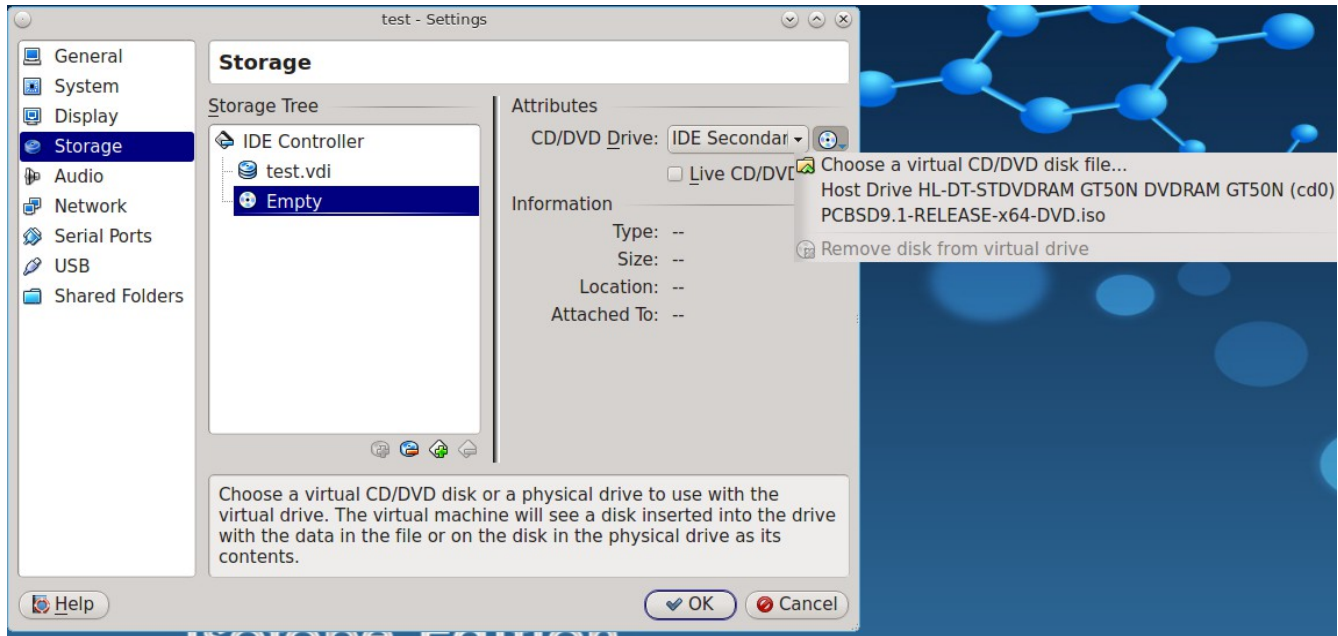 test - Settings
General
System
Display
Storage
Audio
Network
Serial Ports
USB
Shared Folders
Storage
Storage Tree
IDE Controller
test.vdi
Empty
Attributes
CD/DVD Drive: IDE Secondar
Live CD/DVD
Information
Type: --
Size: --
Location: --
Attached To: --
Choose a virtual CD/DVD disk file...
Host Drive HL-DT-STDVDRAM GT50N DVDRAM GT50N (cd0)
PCBSD9.1-RELEASE-x64-DVD.iso
Remove disk from virtual drive
Choose a virtual CD/DVD disk or a physical drive to use with the
virtual drive. The virtual machine will see a disk inserted into the drive
with the data in the file or on the disk in the physical drive as its
contents.
Help
OK
Cancel
Edition